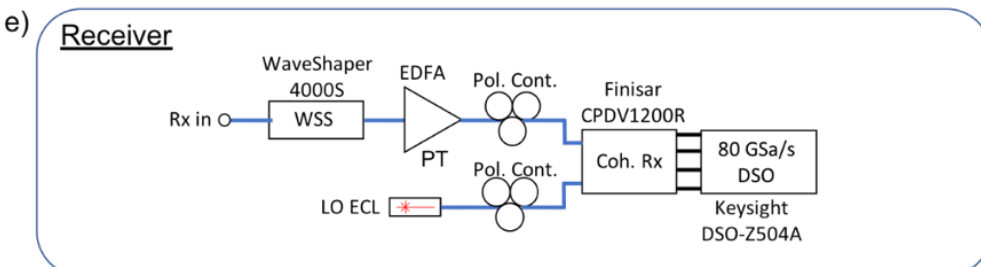 e)
Receiver
WaveShaper
4000S
WSS
Rx in
EDFA
PT
Pol. Cont.
Pol. Cont.
LO ECL
Finisar
CPDV1200R
Coh. Rx
80 GSa/s
DSO
Keysight
DSO-Z504A